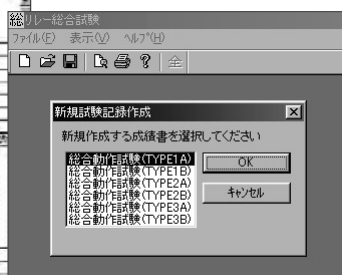 総リレー総合試験
ファイル(F) 表示(V) ヘルプ(H)
全
新規試験記録作成
新規作成する成績書を選択してください
総合動作試験(TYPE1A)
総合動作試験(TYPE1B)
総合動作試験(TYPE2A)
総合動作試験(TYPE2B)
総合動作試験(TYPE3A)
総合動作試験(TYPE3B)
OK
キャンセル